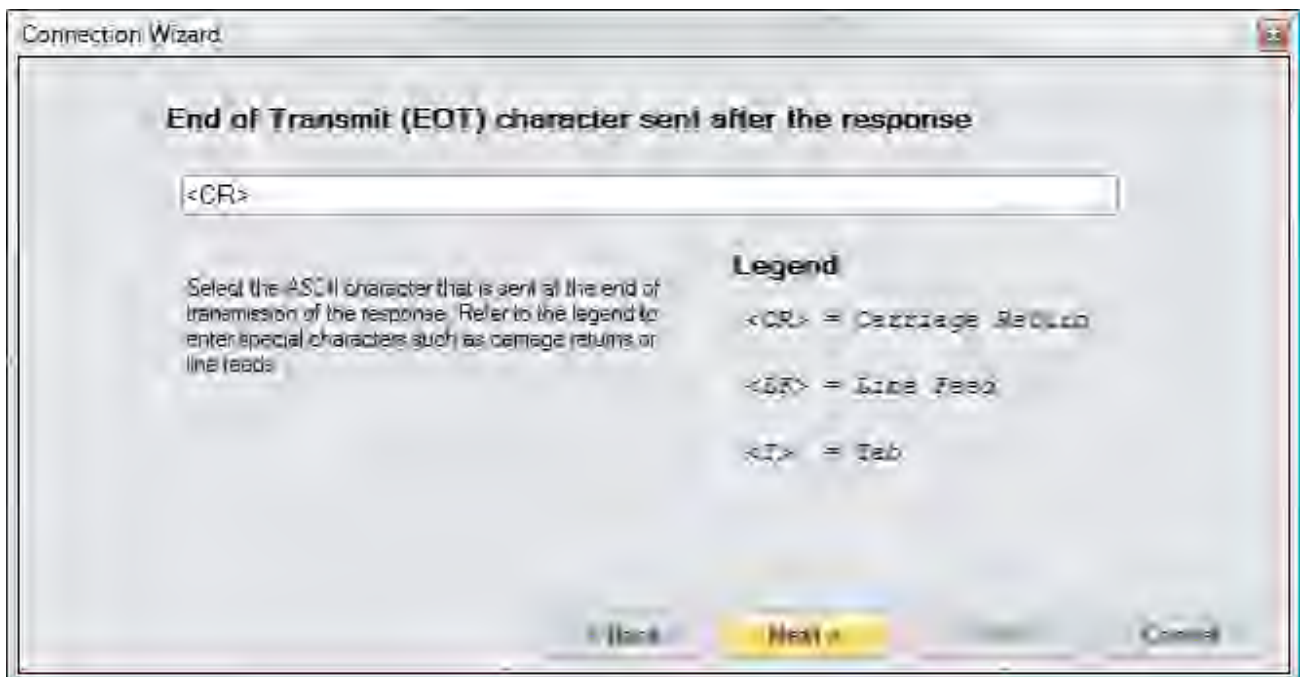 Connection Wizard
End of Transmit (EOT) character sent after the response
<CR>
Select the ASCII character that is sent at the end of
transmission of the response. Refer to the legend to
enter special characters such as carriage returns or
line feeds
Legend
<CR> = Carriage Return
<LF> = Line Feed
<T> = Tab
< Back
Next >
Cancel